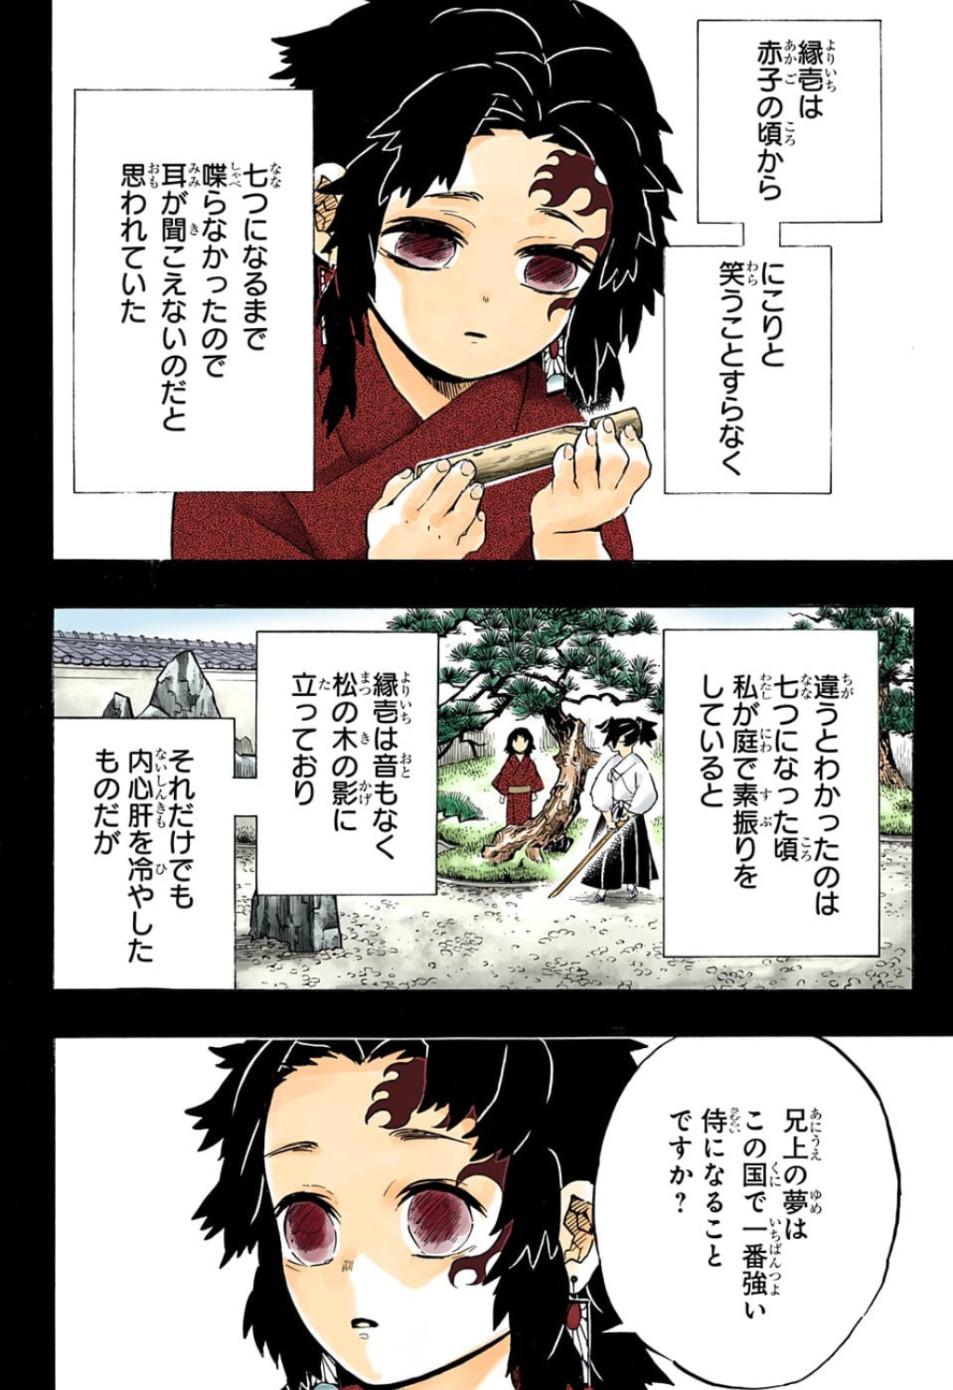 縁壱は
赤子の頃から
にこりと
笑うことすらなく
七つになるまで
喋らなかったので
耳が聞こえないのだと
思われていた
違うとわかったのは
七つになった頃
私が庭で素振りを
していると
縁壱は音もなく
松の木の影に
立っており
それだけでも
内心肝を冷やした
ものだが
兄上の夢は
この国で一番強い
侍になること
ですか？